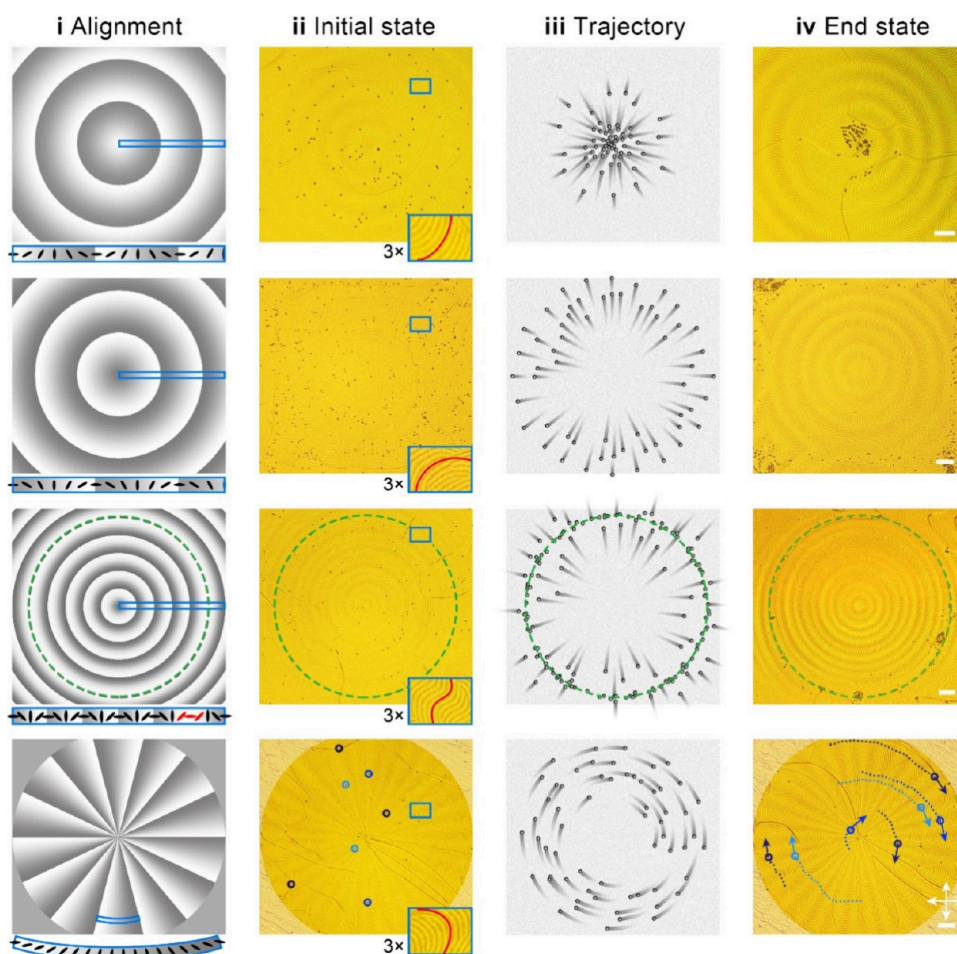 i Alignment
ii Initial state
iii Trajectory
iv End state
3×
3×
3×
3×